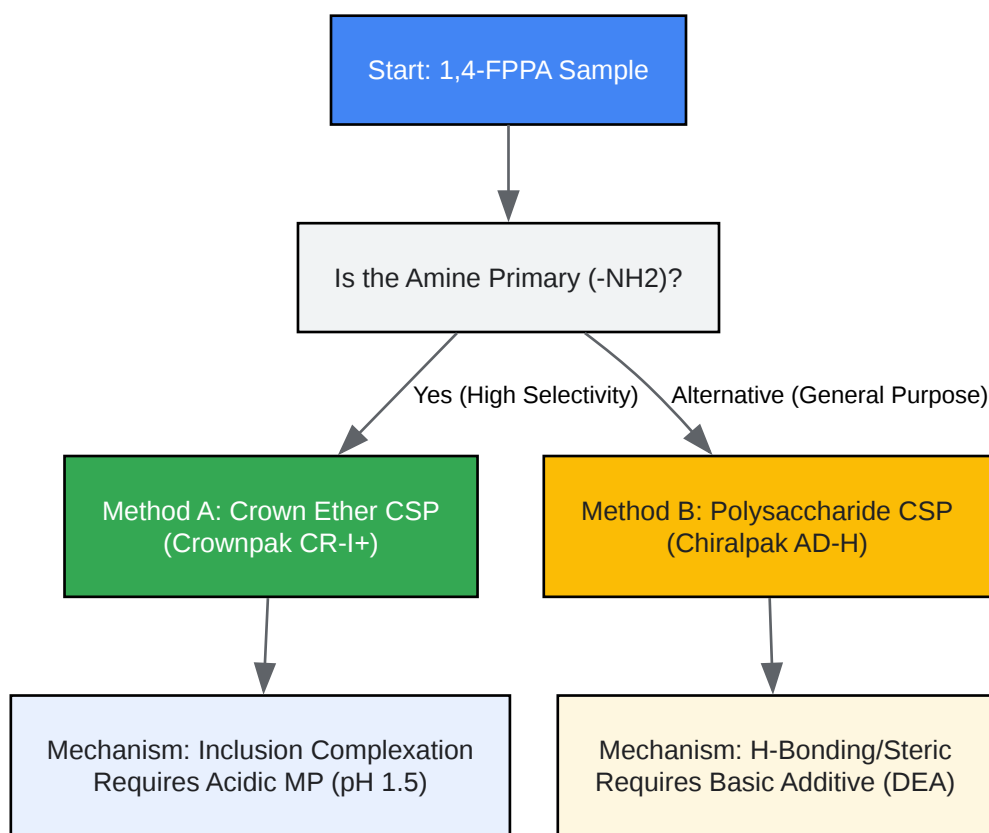 Start: 1,4-FPPA Sample
Is the Amine Primary (-NH2)?
Yes (High Selectivity)
Alternative (General Purpose)
Method A: Crown Ether CSP
(Crownpak CR-I+)
Method B: Polysaccharide CSP
(Chiralpak AD-H)
Mechanism: Inclusion Complexation
Requires Acidic MP (pH 1.5)
Mechanism: H-Bonding/Steric
Requires Basic Additive (DEA)